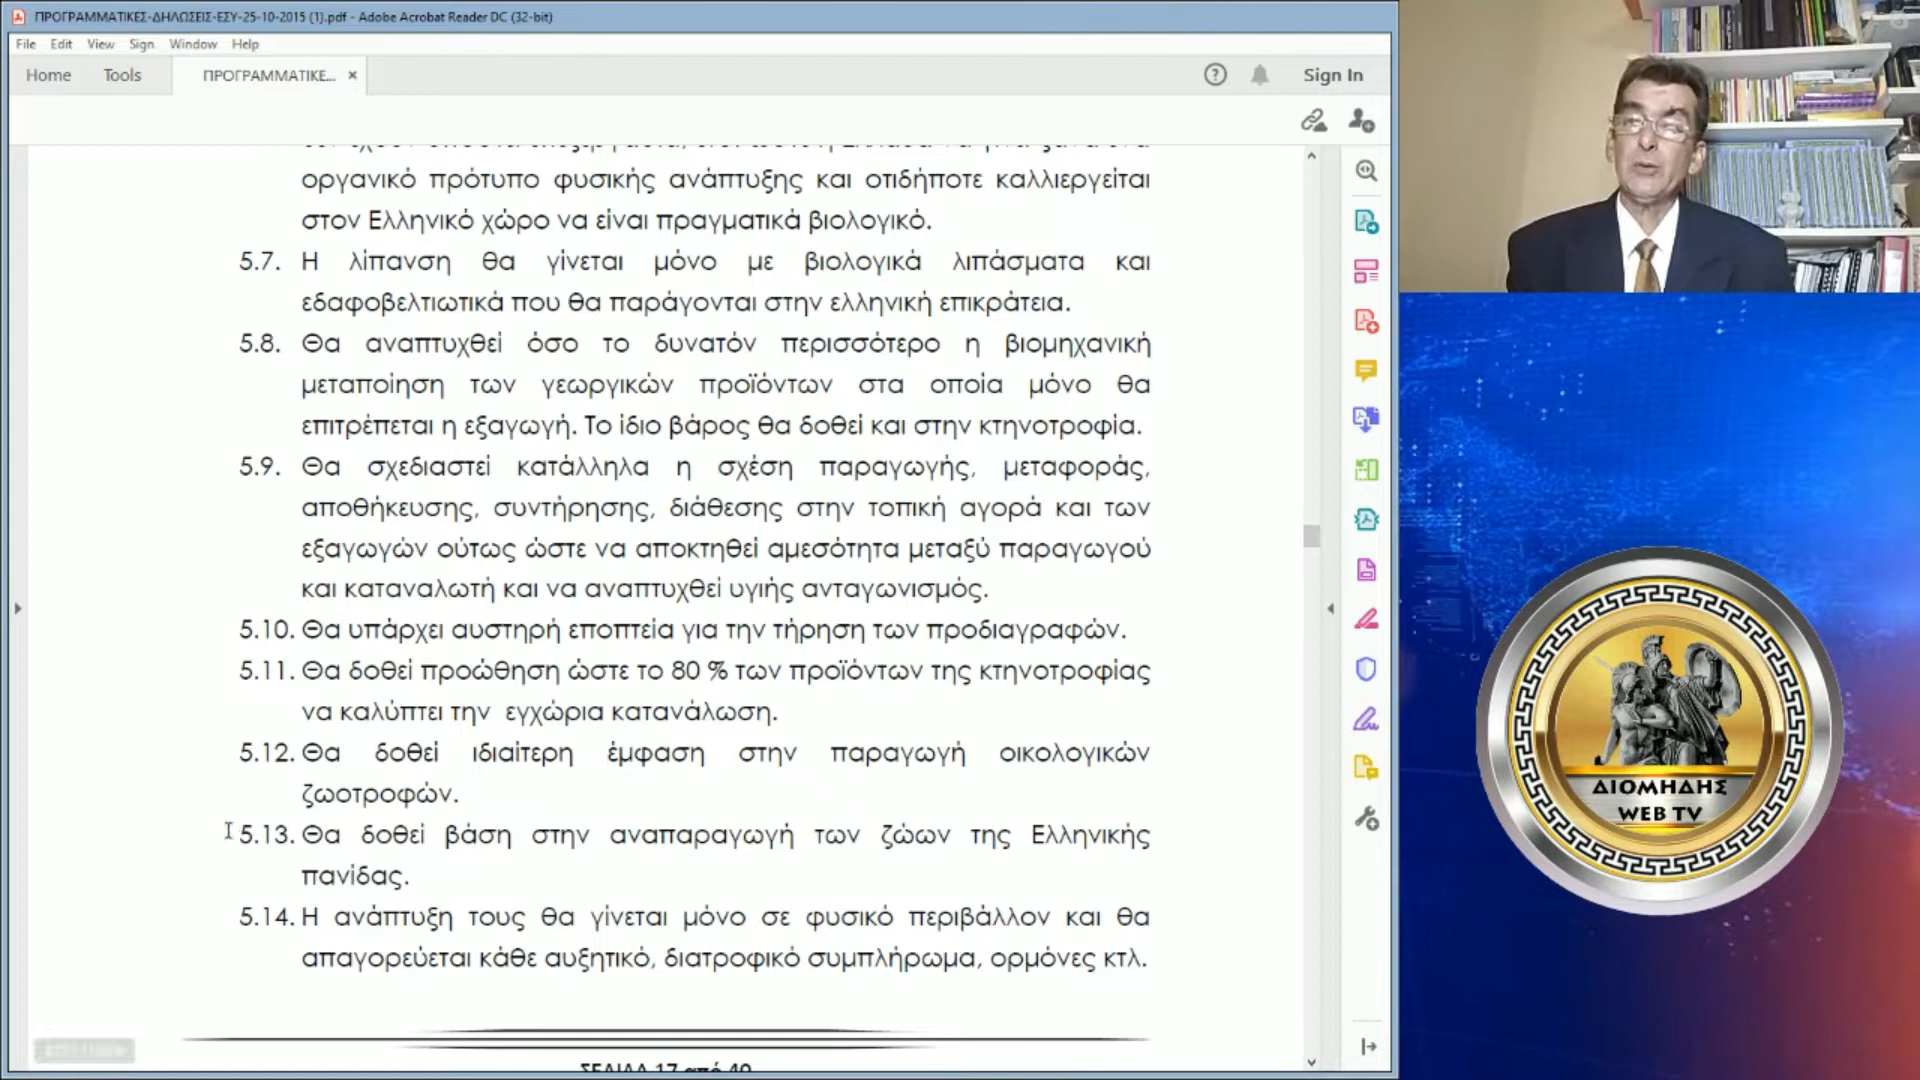 ΠΡΟΓΡΑΜΜΑΤΙΚΕΣ-ΔΗΛΩΣΕΙΣ-ΕΣΥ-25-10-2015 (1).pdf - Adobe Acrobat Reader DC (32-bit)
File Edit View Sign Window Help
Home Tools ΠΡΟΓΡΑΜΜΑΤΙΚΕ... × Sign In
οργανικό πρότυπο φυσικής ανάπτυξης και οτιδήποτε καλλιεργείται
στον Ελληνικό χώρο να είναι πραγματικά βιολογικό.
5.7. Η λίπανση θα γίνεται μόνο με βιολογικά λιπάσματα και
εδαφοβελτιωτικά που θα παράγονται στην ελληνική επικράτεια.
5.8. Θα αναπτυχθεί όσο το δυνατόν περισσότερο η βιομηχανική
μεταποίηση των γεωργικών προϊόντων στα οποία μόνο θα
επιτρέπεται η εξαγωγή. Το ίδιο βάρος θα δοθεί και στην κτηνοτροφία.
5.9. Θα σχεδιαστεί κατάλληλα η σχέση παραγωγής, μεταφοράς,
αποθήκευσης, συντήρησης, διάθεσης στην τοπική αγορά και των
εξαγωγών ούτως ώστε να αποκτηθεί αμεσότητα μεταξύ παραγωγού
και καταναλωτή και να αναπτυχθεί υγιής ανταγωνισμός.
5.10. Θα υπάρχει αυστηρή εποπτεία για την τήρηση των προδιαγραφών.
5.11. Θα δοθεί προώθηση ώστε το 80 % των προϊόντων της κτηνοτροφίας
να καλύπτει την εγχώρια κατανάλωση.
5.12. Θα δοθεί ιδιαίτερη έμφαση στην παραγωγή οικολογικών
ζωοτροφών.
5.13. Θα δοθεί βάση στην αναπαραγωγή των ζώων της Ελληνικής
πανίδας.
5.14. Η ανάπτυξη τους θα γίνεται μόνο σε φυσικό περιβάλλον και θα
απαγορεύεται κάθε αυξητικό, διατροφικό συμπλήρωμα, ορμόνες κτλ.
ΣΕΛΙΔΑ 17 από 40
ΔΙΟΜΗΔΗΣ
WEB TV